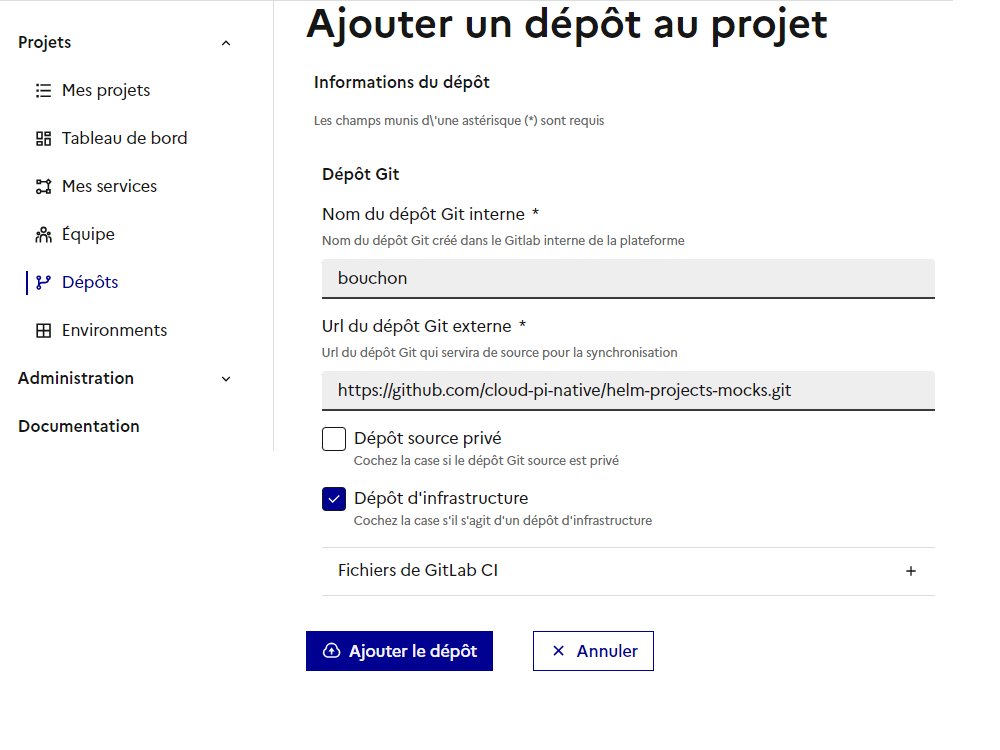 Projets
Mes projets
Tableau de bord
Mes services
Équipe
Dépôts
Environments
Administration
Documentation
Ajouter un dépôt au projet
Informations du dépôt
Les champs munis d\'une astérisque (*) sont requis
Dépôt Git
Nom du dépôt Git interne *
Nom du dépôt Git créé dans le Gitlab interne de la plateforme
bouchon
Url du dépôt Git externe *
Url du dépôt Git qui servira de source pour la synchronisation
https://github.com/cloud-pi-native/helm-projects-mocks.git
Dépôt source privé
Cochez la case si le dépôt Git source est privé
Dépôt d'infrastructure
Cochez la case s'il s'agit d'un dépôt d'infrastructure
Fichiers de GitLab CI
Ajouter le dépôt
Annuler